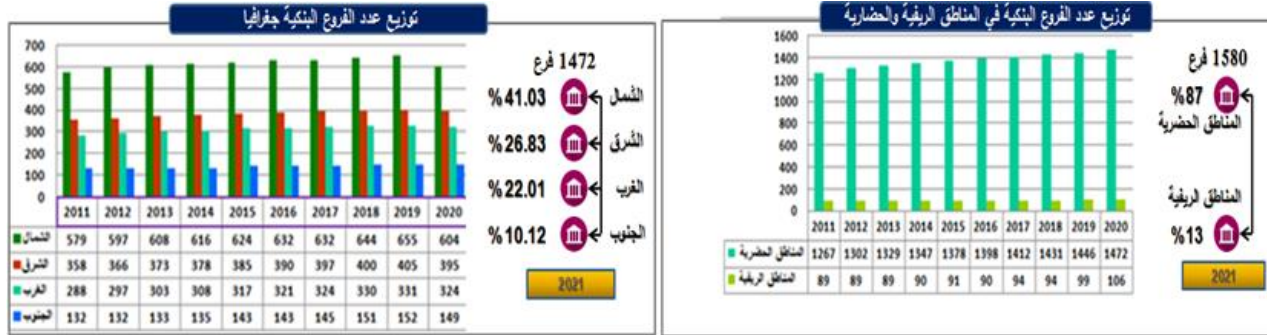 توزيع عدد الفروع البنكية في المناطق الريفية والحضارية
1600
1400
1200
1000
800
600
400
200
0
2011 2012 2013 2014 2015 2016 2017 2018 2019 2020
المناطق الحضرية 1267 1302 1329 1347 1378 1398 1412 1431 1446 1472
المناطق الريفية 89 89 89 90 91 90 94 94 99 106
1580 فرع
%87
المناطق الحضرية
المناطق الريفية
%13
2021
توزيع عدد الفروع البنكية جغرافيا
700
600
500
400
300
200
100
0
2011 2012 2013 2014 2015 2016 2017 2018 2019 2020
الشمال 579 597 608 616 624 632 632 644 655 604
الشرق 358 366 373 378 385 390 397 400 405 395
الغرب 288 297 303 308 317 321 324 330 331 324
الجنوب 132 132 133 135 143 143 145 151 152 149
1472 فرع
الشمال %41.03
الشرق %26.83
الغرب %22.01
الجنوب %10.12
2021